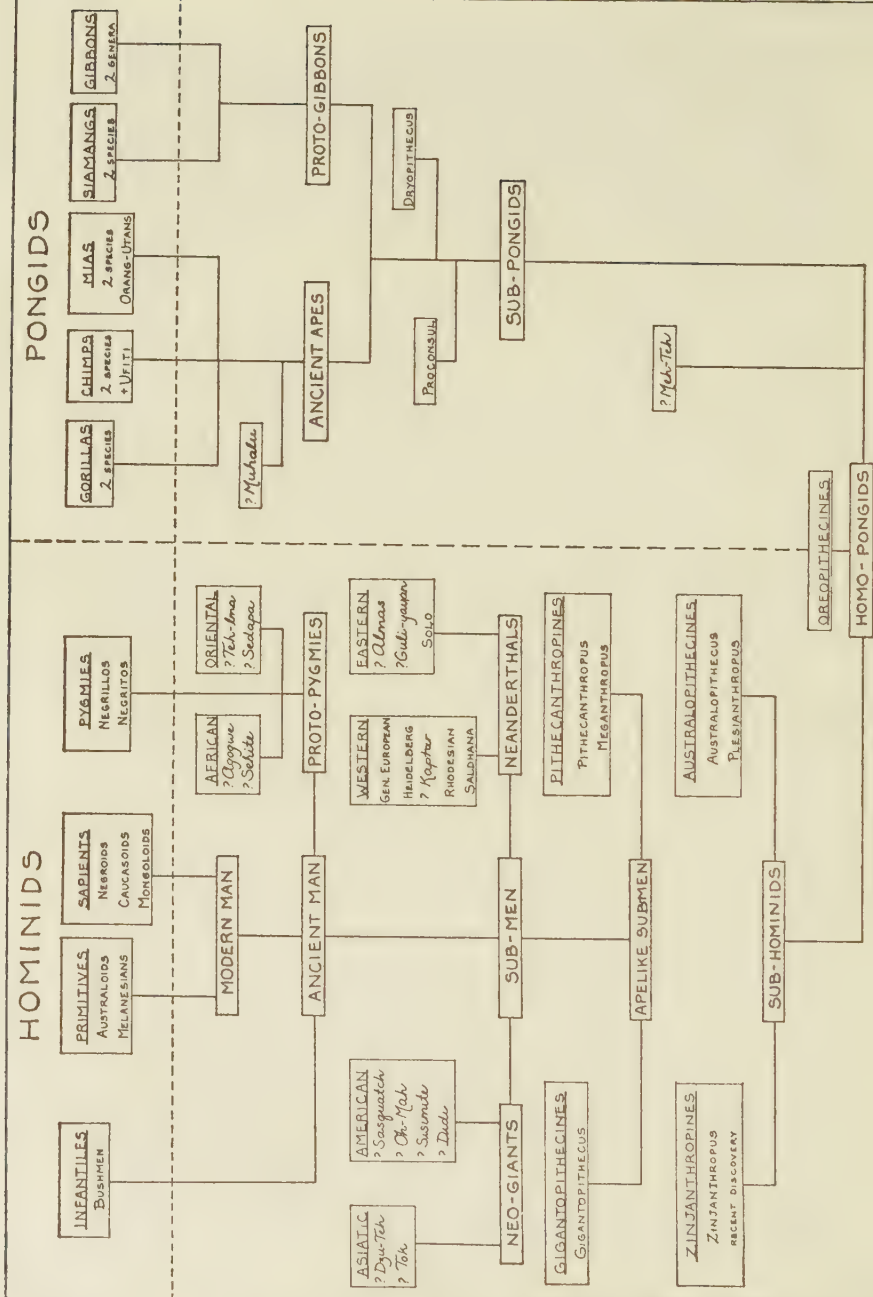 HOMINIDS
PONGIDS
INFANTILES
BUSHMEN
PRIMITIVES
AUSTRALOIDS
MELANESIANS
SAPIENTS
NEGROIDS
CAUCASOIDS
MONGOLOIDS
PYGMIES
NEGRILLOS
NEGRITOS
GORILLAS
2 SPECIES
CHIMPS
2 SPECIES
+ UFITI
MIAS
2 SPECIES
ORANG-UTANS
SIAMANGS
2 SPECIES
GIBBONS
2 GENERA
MODERN MAN
AFRICAN
? Agogwe
? Sehite
ORIENTAL
? Teh-lma
? Sedapa
? Muhalu
ANCIENT MAN
PROTO-PYGMIES
ANCIENT APES
PROTO-GIBBONS
ASIATIC
? Dzu-Teh
? Tok
AMERICAN
? Sasquatch
? Oh-Mah
? Susimite
? Didi
WESTERN
GEN. EUROPEAN
HEIDELBERG
? Kaptar
RHODESIAN
SALDHANA
EASTERN
? Almas
? Guli-yavan
SOLO
PROCONSUL
DRYOPITHECUS
NEO-GIANTS
SUB-MEN
NEANDERTHALS
SUB-PONGIDS
GIGANTOPITHECINES
GIGANTOPITHECUS
APELIKE SUBMEN
PITHECANTHROPINES
PITHECANTHROPUS
MEGANTHROPUS
? Meh-Teh
ZINJANTHROPINES
ZINJANTHROPUS
RECENT DISCOVERY
SUB-HOMINIDS
AUSTRALOPITHECINES
AUSTRALOPITHECUS
PLESIANTHROPUS
OREOPITHECINES
HOMO-PONGIDS